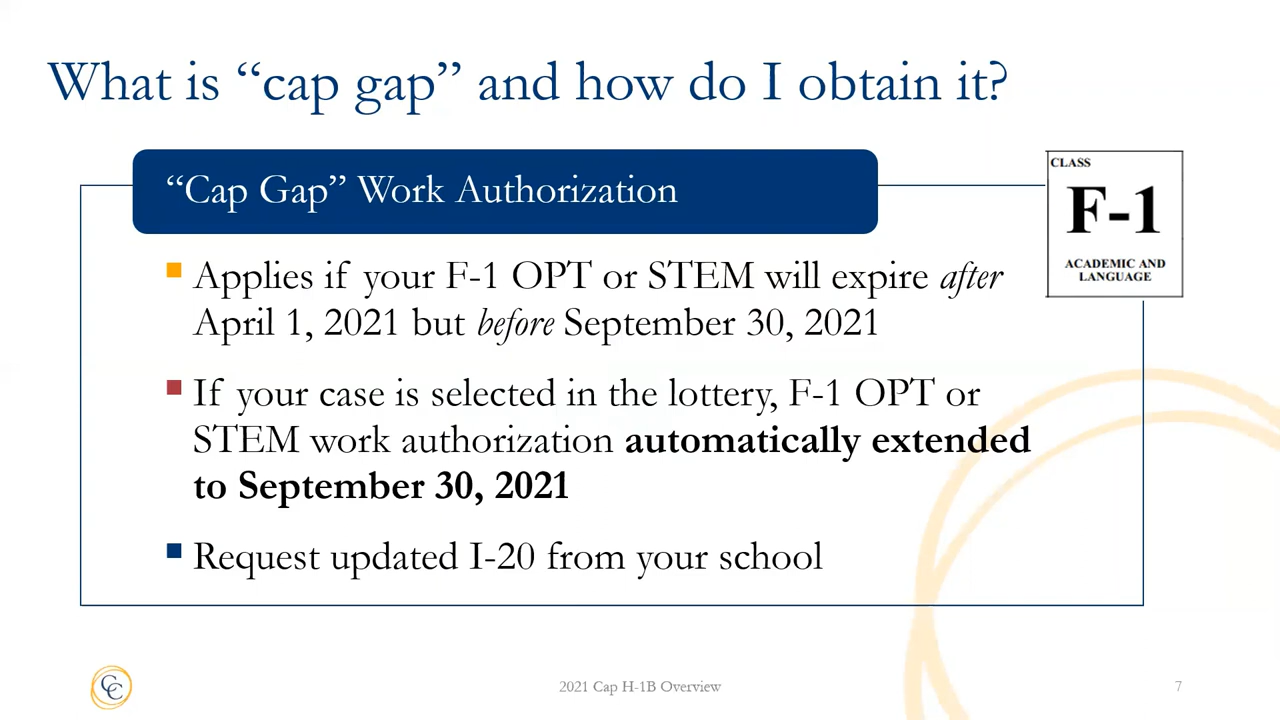 What is “cap gap” and how do I obtain it?
“Cap Gap” Work Authorization
CLASS
F-1
ACADEMIC AND
LANGUAGE
Applies if your F-1 OPT or STEM will expire after
April 1, 2021 but before September 30, 2021
If your case is selected in the lottery, F-1 OPT or
STEM work authorization automatically extended
to September 30, 2021
Request updated I-20 from your school
CC
2021 Cap H-1B Overview
7